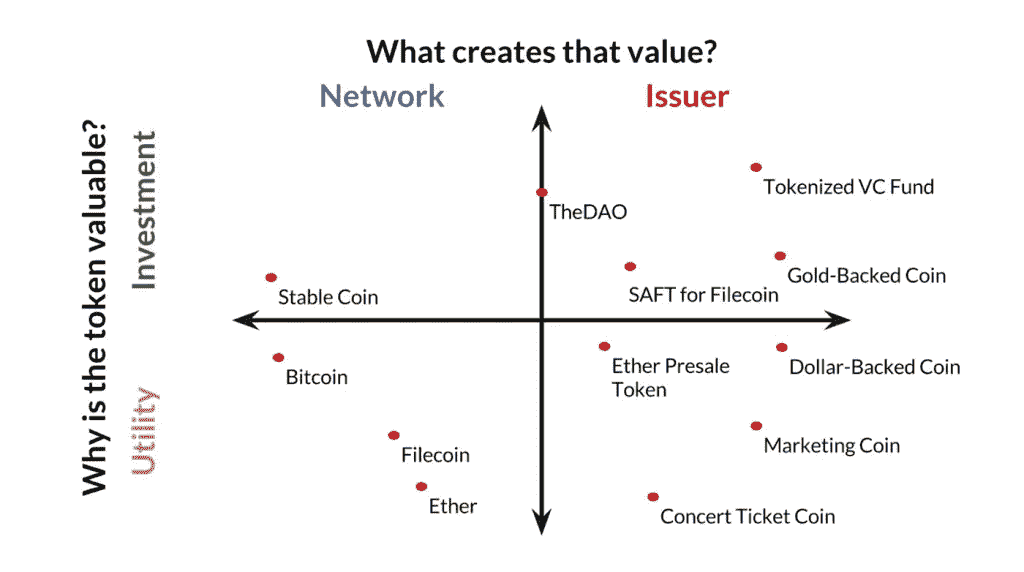 What creates that value?
Network
Issuer
Why is the token valuable?
Investment
Utility
Tokenized VC Fund
TheDAO
Gold-Backed Coin
SAFT for Filecoin
Stable Coin
Ether Presale
Token
Dollar-Backed Coin
Bitcoin
Marketing Coin
Filecoin
Ether
Concert Ticket Coin